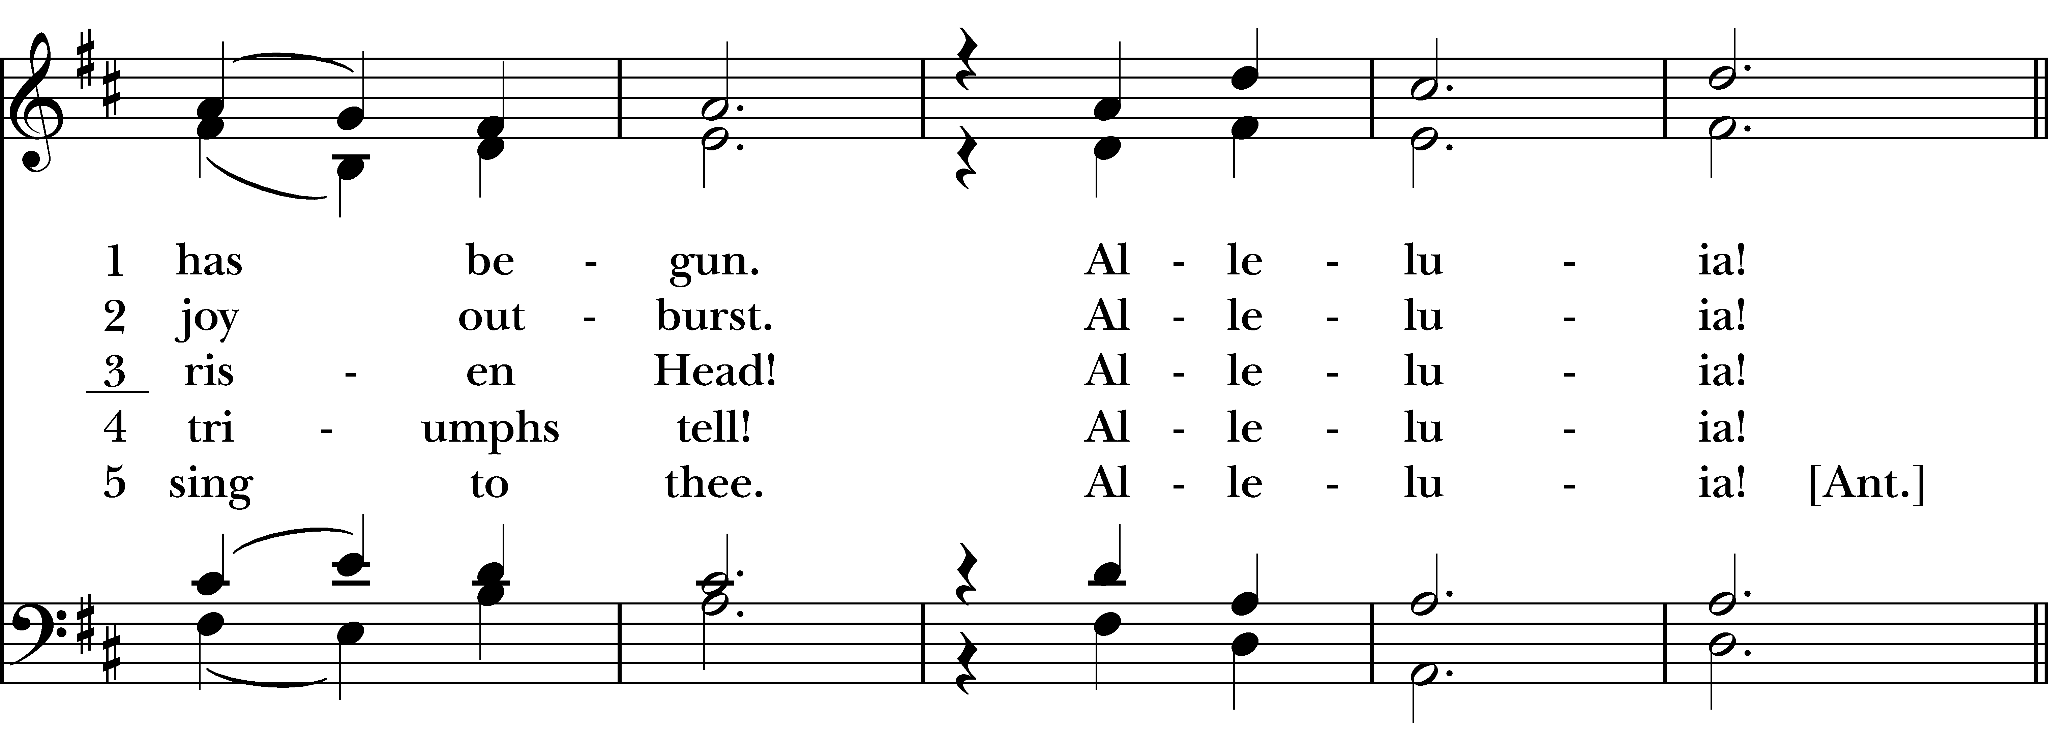 1 has be - gun. Al - le - lu - ia!
2 joy out - burst. Al - le - lu - ia!
3 ris - en Head! Al - le - lu - ia!
4 tri - umphs tell! Al - le - lu - ia!
5 sing to thee. Al - le - lu - ia! [Ant.]